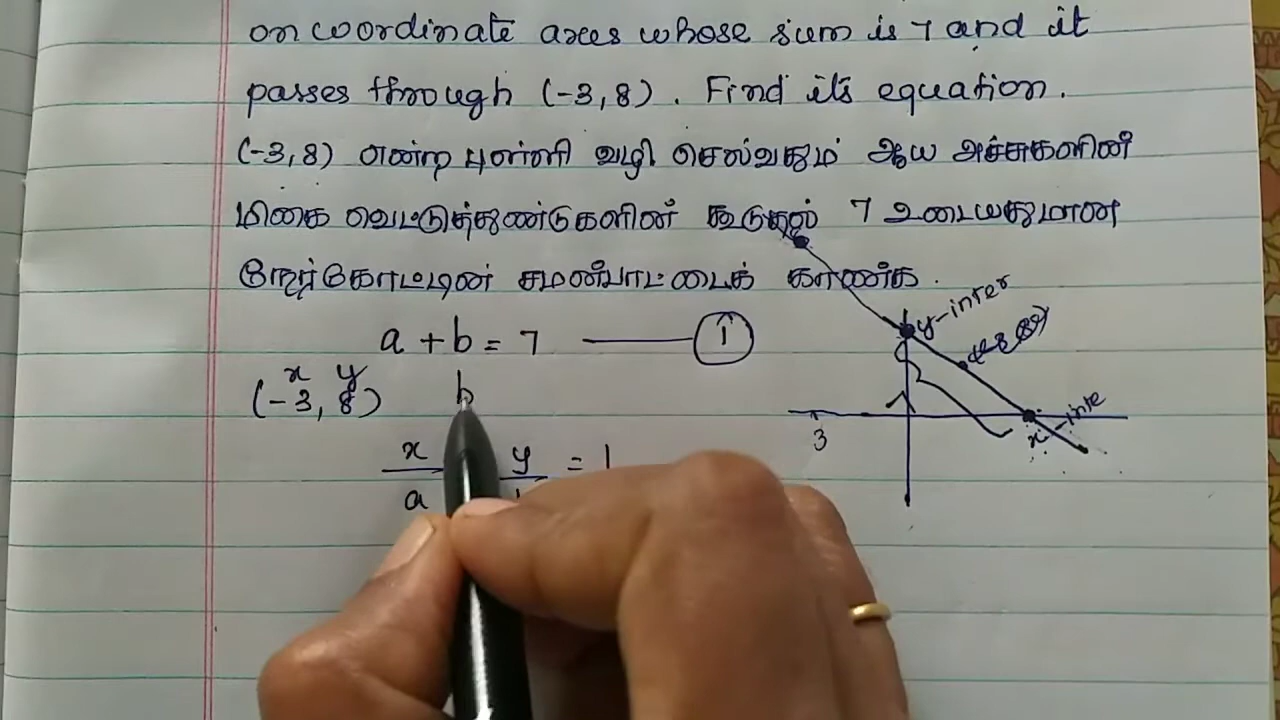 on coordinate axes whose sum is 7 and it
passes through (-3, 8). Find it's equation.
(-3, 8) என்ற புள்ளி வழி செல்வதும் ஆய அச்சுகளின்
மிகை வெட்டுத்துண்டுகளின் கூடுதல் 7 உடையதுமான
நேர்கோட்டின் சமன்பாட்டைக் காண்க.
a + b = 7 ——— 1
x y
(-3, 8) b
x y = 1
a
y-inter
3
x-inte